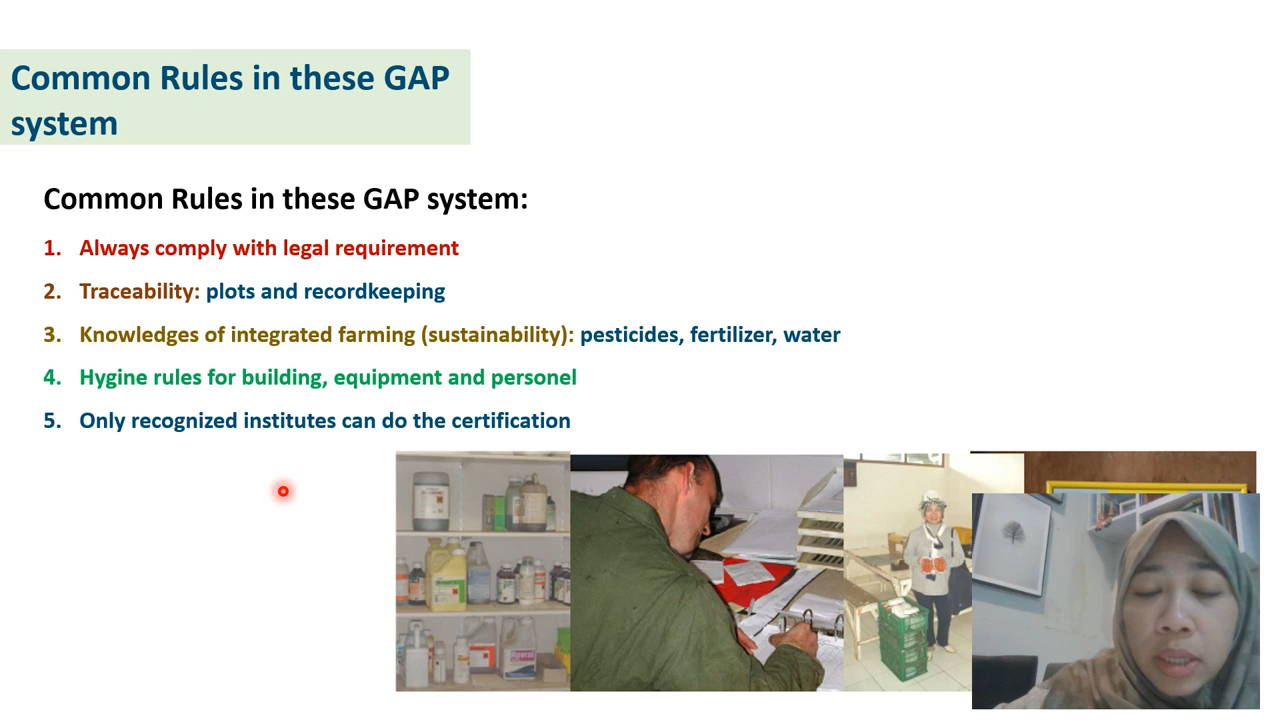 Common Rules in these GAP
system
Common Rules in these GAP system:
1. Always comply with legal requirement
2. Traceability: plots and recordkeeping
3. Knowledges of integrated farming (sustainability): pesticides, fertilizer, water
4. Hygine rules for building, equipment and personel
5. Only recognized institutes can do the certification